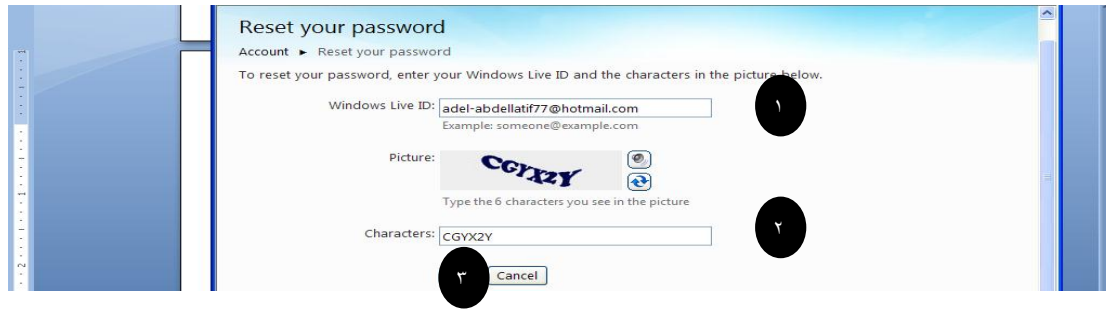 Reset your password
Account ► Reset your password
To reset your password, enter your Windows Live ID and the characters in the picture below.
Windows Live ID: adel-abdellatif77@hotmail.com
١
Example: someone@example.com
Picture: CGYX2Y
Type the 6 characters you see in the picture
Characters: CGYX2Y
٢
٣ Cancel